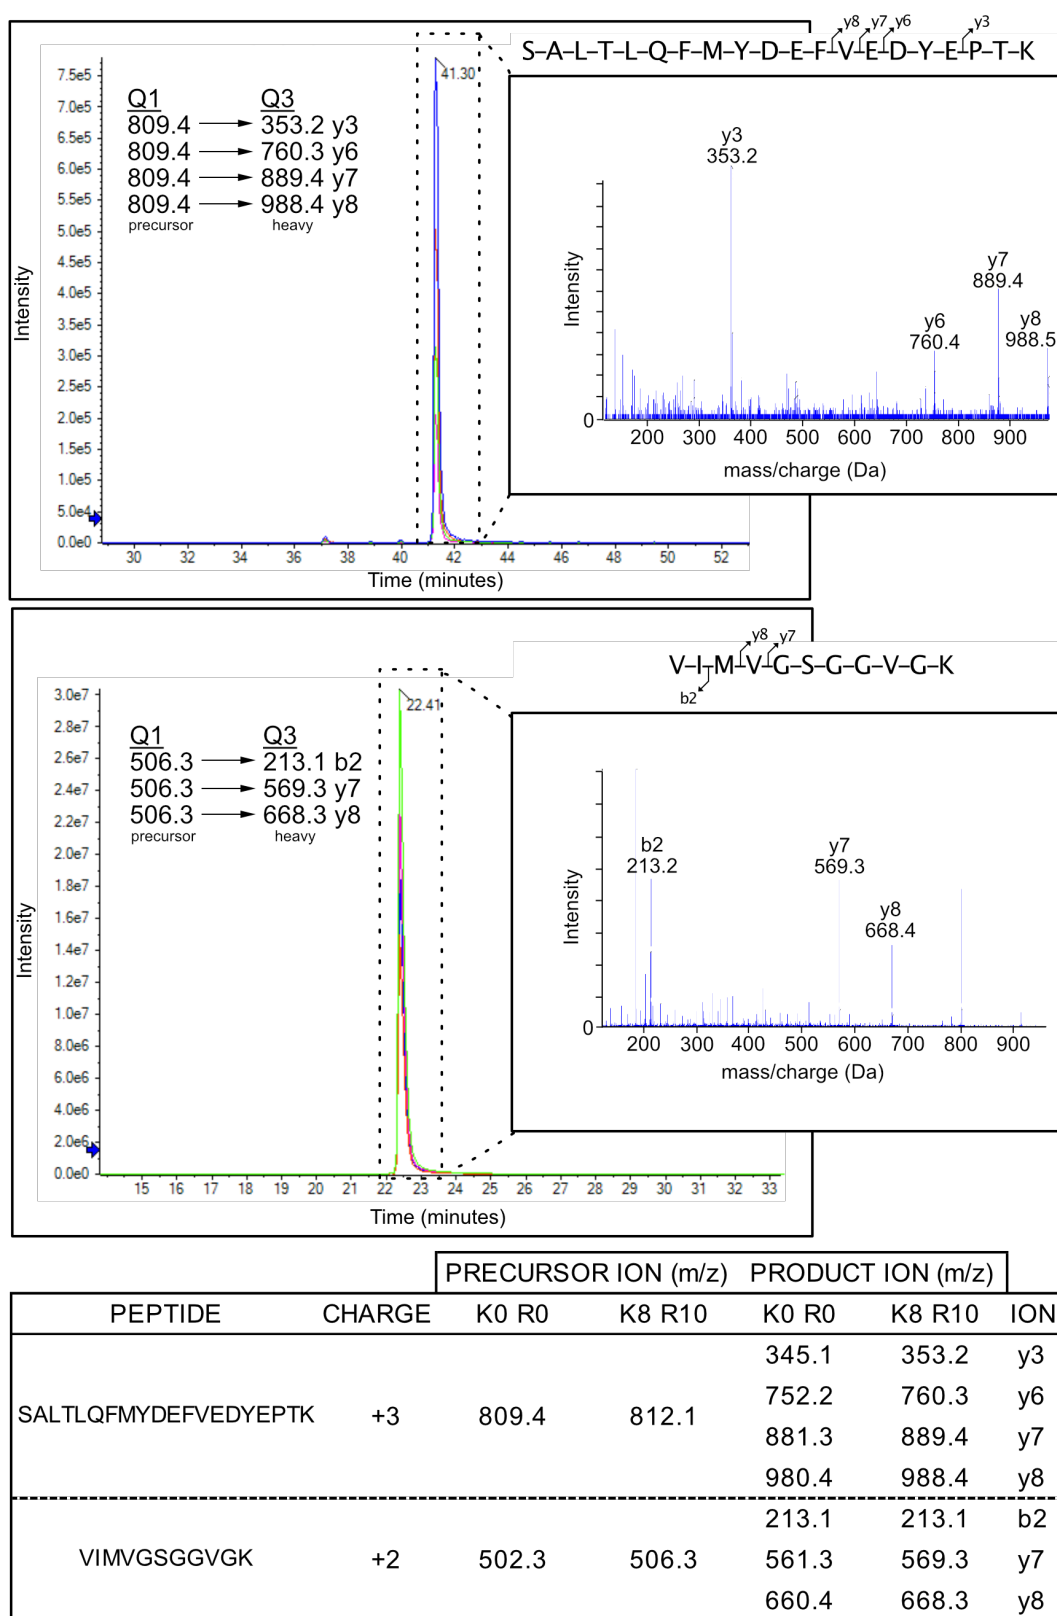 y8 y7 y6 y3
S-A-L-T-L-Q-F-M-Y-D-E-F-V-E-D-Y-E-P-T-K
7.5e5
7.0e5
6.5e5
6.0e5
5.5e5
5.0e5
4.5e5
4.0e5
3.5e5
3.0e5
2.5e5
2.0e5
1.5e5
1.0e5
5.0e4
0.0e0
Intensity
41.30
Q1 Q3
809.4 → 353.2 y3
809.4 → 760.3 y6
809.4 → 889.4 y7
809.4 → 988.4 y8
precursor heavy
30 32 34 36 38 40 42 44 46 48 50 52
Time (minutes)
y3
353.2
y7
889.4
y6
760.4
y8
988.5
Intensity
0
200 300 400 500 600 700 800 900
mass/charge (Da)
y8 y7
V-I-M-V-G-S-G-G-V-G-K
b2
3.0e7
2.8e7
2.6e7
2.4e7
2.2e7
2.0e7
1.8e7
1.6e7
1.4e7
1.2e7
1.0e7
8.0e6
6.0e6
4.0e6
2.0e6
0.0e0
Intensity
22.41
Q1 Q3
506.3 → 213.1 b2
506.3 → 569.3 y7
506.3 → 668.3 y8
precursor heavy
15 16 17 18 19 20 21 22 23 24 25 26 27 28 29 30 31 32 33
Time (minutes)
b2
213.2
y7
569.3
y8
668.4
Intensity
0
200 300 400 500 600 700 800 900
mass/charge (Da)
PRECURSOR ION (m/z) PRODUCT ION (m/z)
PEPTIDE CHARGE K0 R0 K8 R10 K0 R0 K8 R10 ION
345.1 353.2 y3
752.2 760.3 y6
SALTLQFMYDEFVEDYEPTK +3 809.4 812.1
881.3 889.4 y7
980.4 988.4 y8
213.1 213.1 b2
VIMVGSGGVGK +2 502.3 506.3 561.3 569.3 y7
660.4 668.3 y8